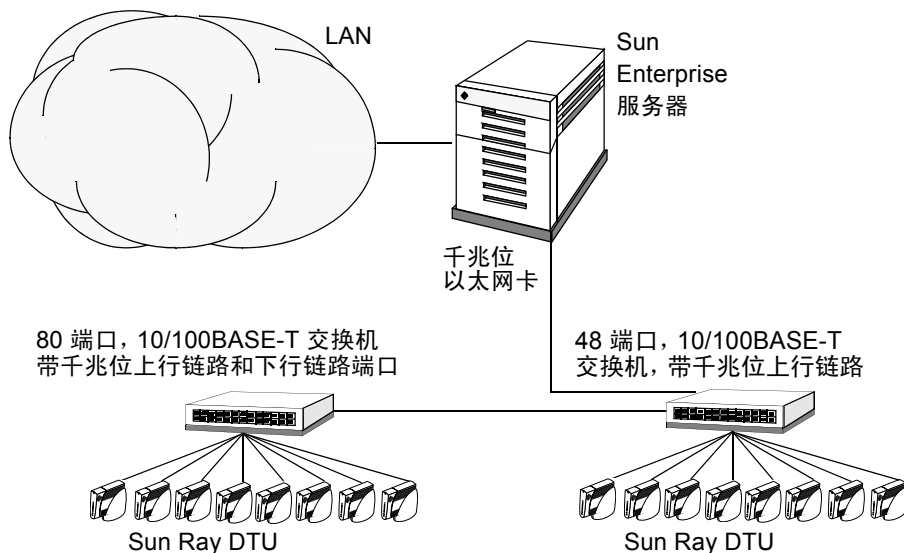 LAN
Sun
Enterprise
服务器
千兆位
以太网卡
80 端口，10/100BASE-T 交换机
带千兆位上行链路和下行链路端口
48 端口，10/100BASE-T
交换机，带千兆位上行链路
Sun Ray DTU
Sun Ray DTU